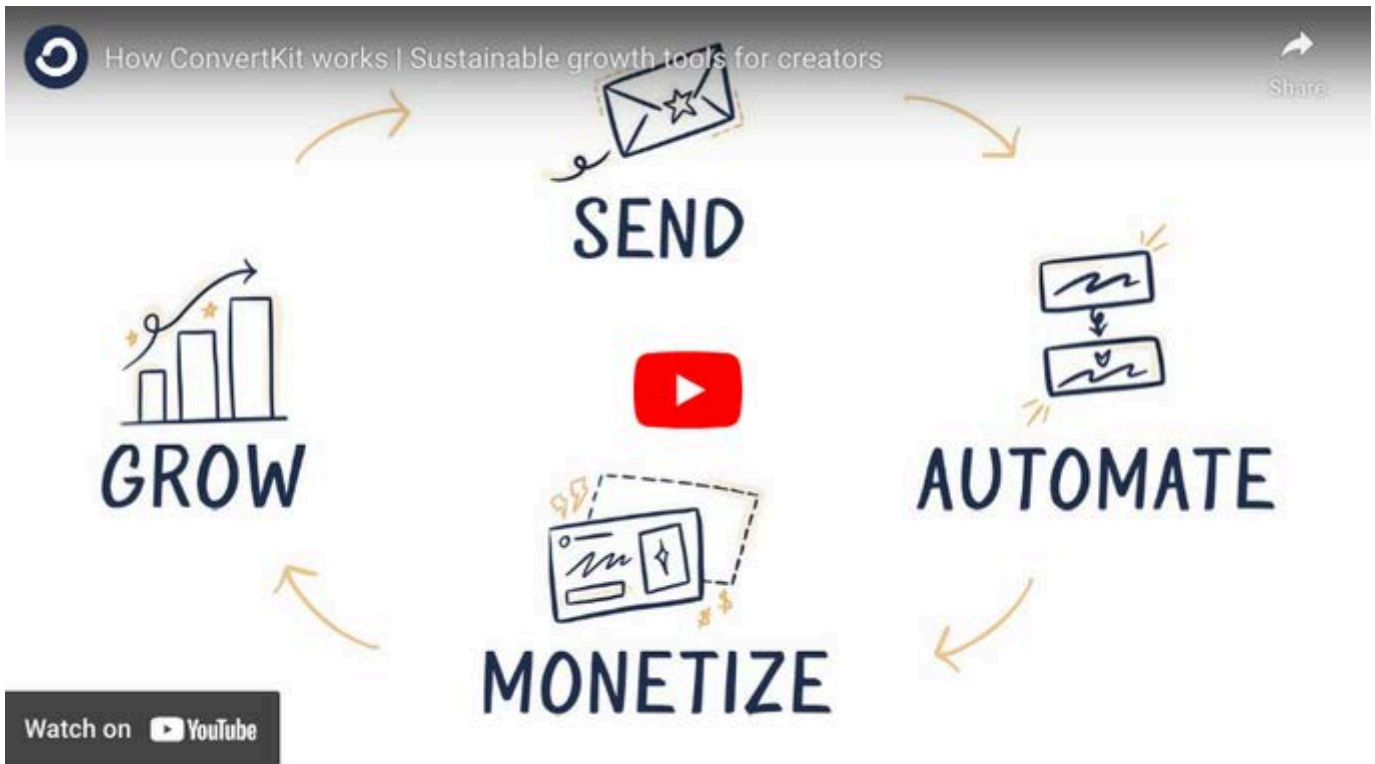 How ConvertKit works | Sustainable growth tools for creators
Share
SEND
GROW
AUTOMATE
MONETIZE
Watch on YouTube